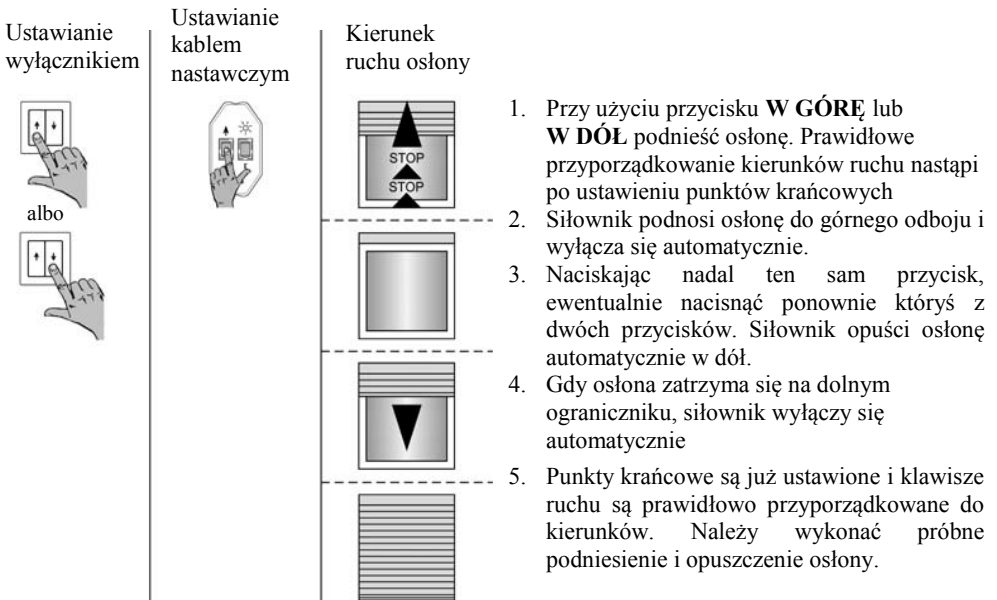 Ustawianie
wyłącznikiem
albo
Ustawianie
kablem
nastawczym
Kierunek
ruchu osłony
STOP
STOP
1. Przy użyciu przycisku W GÓRĘ lub
W DÓŁ podnieść osłonę. Prawidłowe
przyporządkowanie kierunków ruchu nastąpi
po ustawieniu punktów krańcowych
2. Siłownik podnosi osłonę do górnego odboju i
wyłącza się automatycznie.
3. Naciskając nadal ten sam przycisk,
ewentualnie nacisnąć ponownie któryś z
dwóch przycisków. Siłownik opuści osłonę
automatycznie w dół.
4. Gdy osłona zatrzyma się na dolnym
ograniczniku, siłownik wyłączy się
automatycznie
5. Punkty krańcowe są już ustawione i klawisze
ruchu są prawidłowo przyporządkowane do
kierunków. Należy wykonać próbne
podniesienie i opuszczenie osłony.